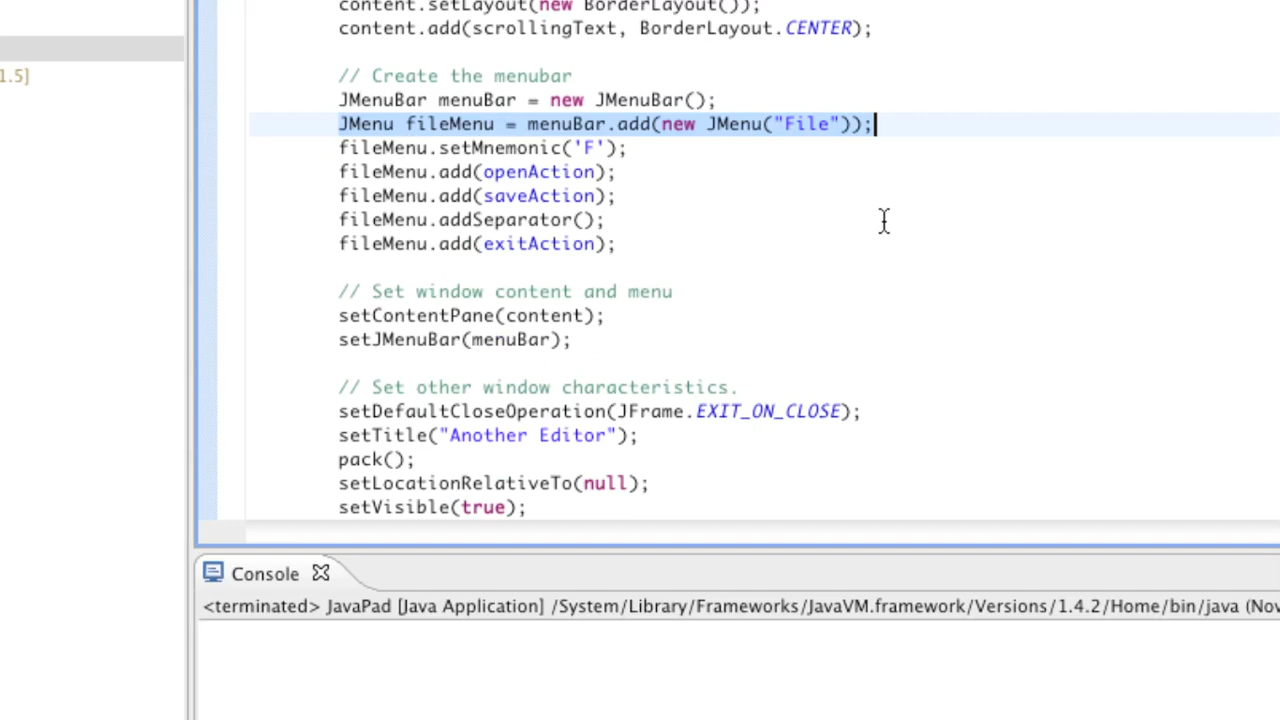 content.setLayout(new BorderLayout());
content.add(scrollingText, BorderLayout.CENTER);
1.5]
// Create the menubar
JMenuBar menuBar = new JMenuBar();
JMenu fileMenu = menuBar.add(new JMenu("File"));
fileMenu.setMnemonic('F');
fileMenu.add(openAction);
fileMenu.add(saveAction);
fileMenu.addSeparator();
fileMenu.add(exitAction);
// Set window content and menu
setContentPane(content);
setJMenuBar(menuBar);
// Set other window characteristics.
setDefaultCloseOperation(JFrame.EXIT_ON_CLOSE);
setTitle("Another Editor");
pack();
setLocationRelativeTo(null);
setVisible(true);
Console
<terminated> JavaPad [Java Application] /System/Library/Frameworks/JavaVM.framework/Versions/1.4.2/Home/bin/java (Nov